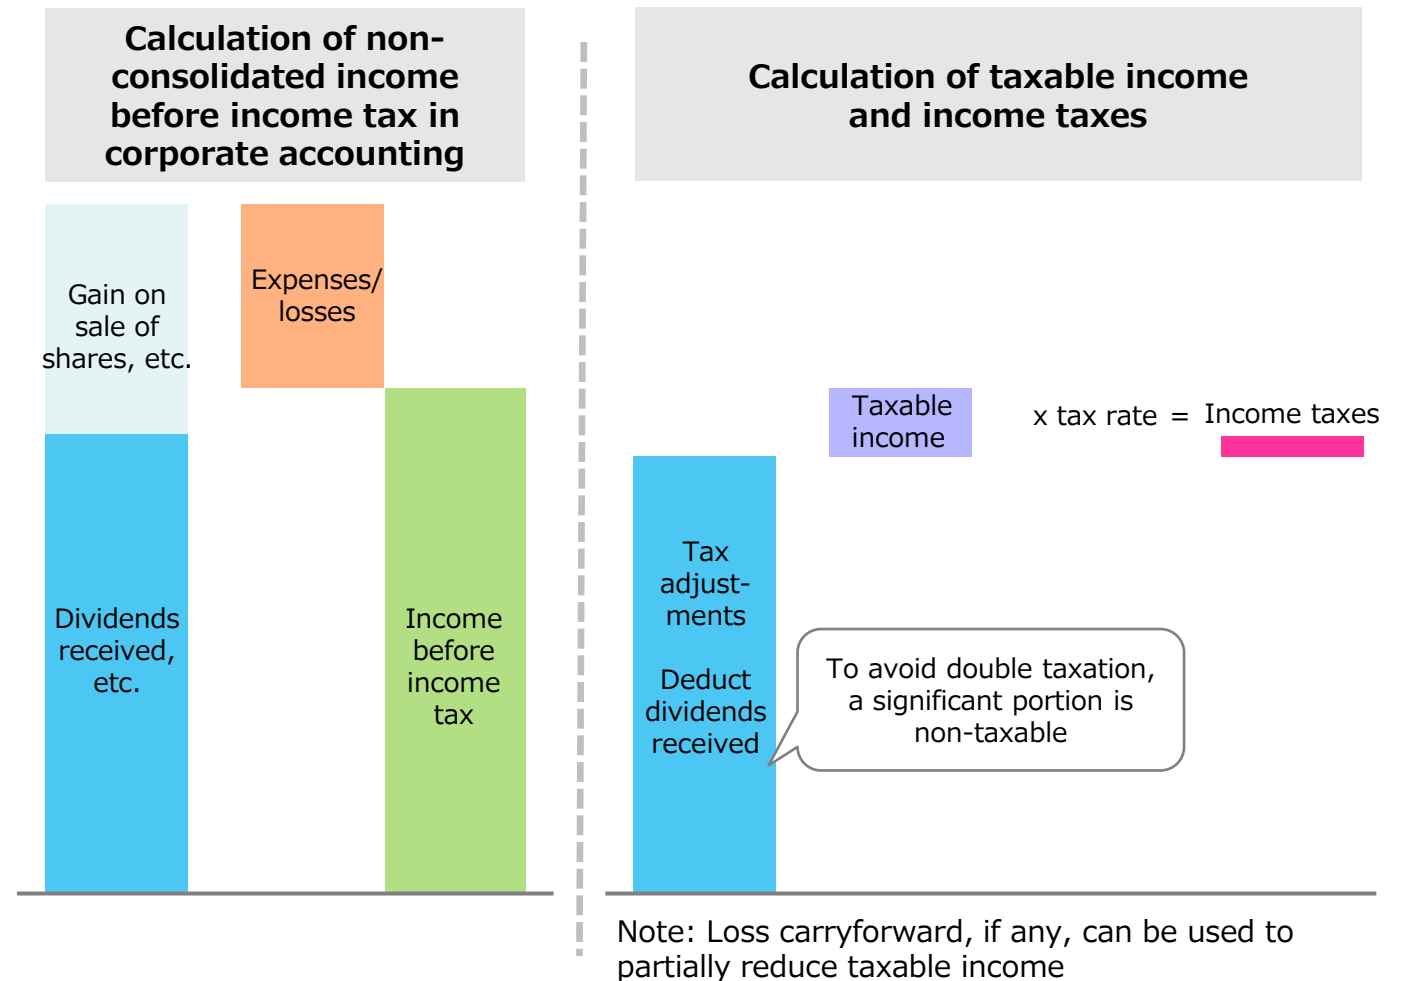 Calculation of non-
consolidated income
before income tax in
corporate accounting
Calculation of taxable income
and income taxes
Gain on
sale of
shares, etc.
Expenses/
losses
Dividends
received,
etc.
Income
before
income
tax
Taxable
income
x tax rate = Income taxes
Tax
adjust-
ments
Deduct
dividends
received
To avoid double taxation,
a significant portion is
non-taxable
Note: Loss carryforward, if any, can be used to
partially reduce taxable income